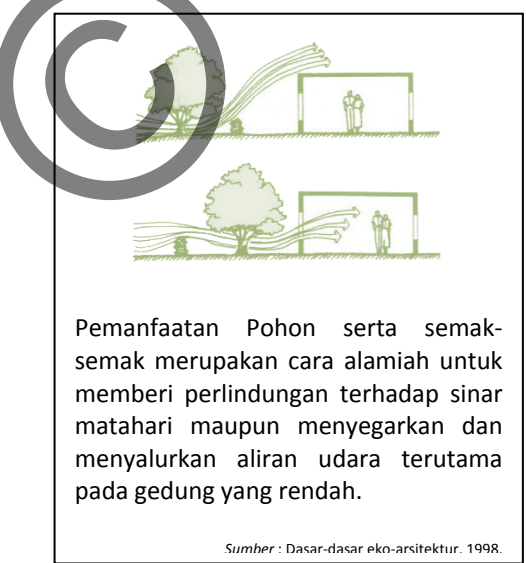 ©
Pemanfaatan Pohon serta semak-
semak merupakan cara alamiah untuk
memberi perlindungan terhadap sinar
matahari maupun menyegarkan dan
menyalurkan aliran udara terutama
pada gedung yang rendah.
Sumber : Dasar-dasar eko-arsitektur. 1998.